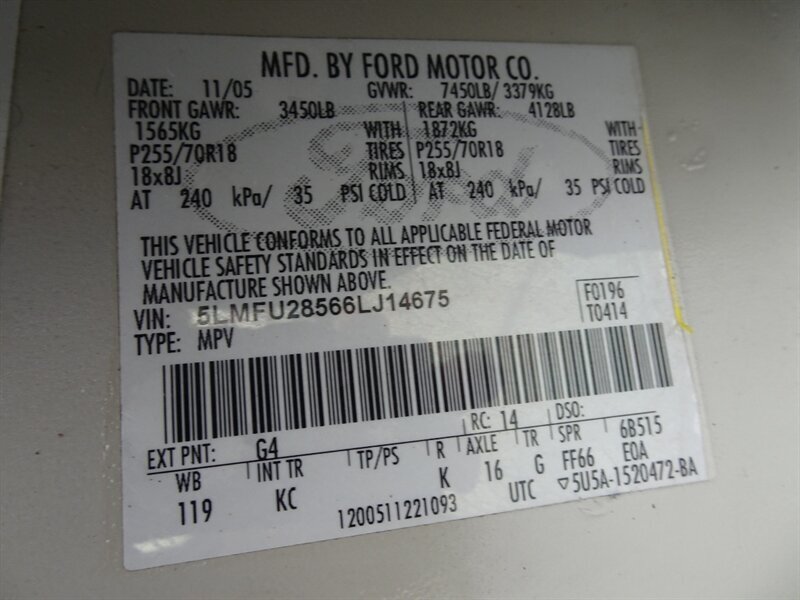 MFD. BY FORD MOTOR CO.
DATE: 11/05 GVWR: 7450LB/ 3379KG
FRONT GAWR: 3450LB REAR GAWR: 4128LB
1565KG WITH 1872KG WITH
P255/70R18 TIRES P255/70R18 TIRES
18x8J RIMS 18x8J RIMS
AT 240 kPa/ 35 PSI COLD AT 240 kPa/ 35 PSI COLD
Ford
THIS VEHICLE CONFORMS TO ALL APPLICABLE FEDERAL MOTOR
VEHICLE SAFETY STANDARDS IN EFFECT ON THE DATE OF
MANUFACTURE SHOWN ABOVE.
VIN: 5LMFU28566LJ14675 F0196
TYPE: MPV T0414
EXT PNT: G4 RC: 14 DSO:
WB INT TR TP/PS R AXLE TR SPR 6B515
119 KC K 16 G FF66 E0A
1200511221093 UTC ▽5U5A-1520472-BA